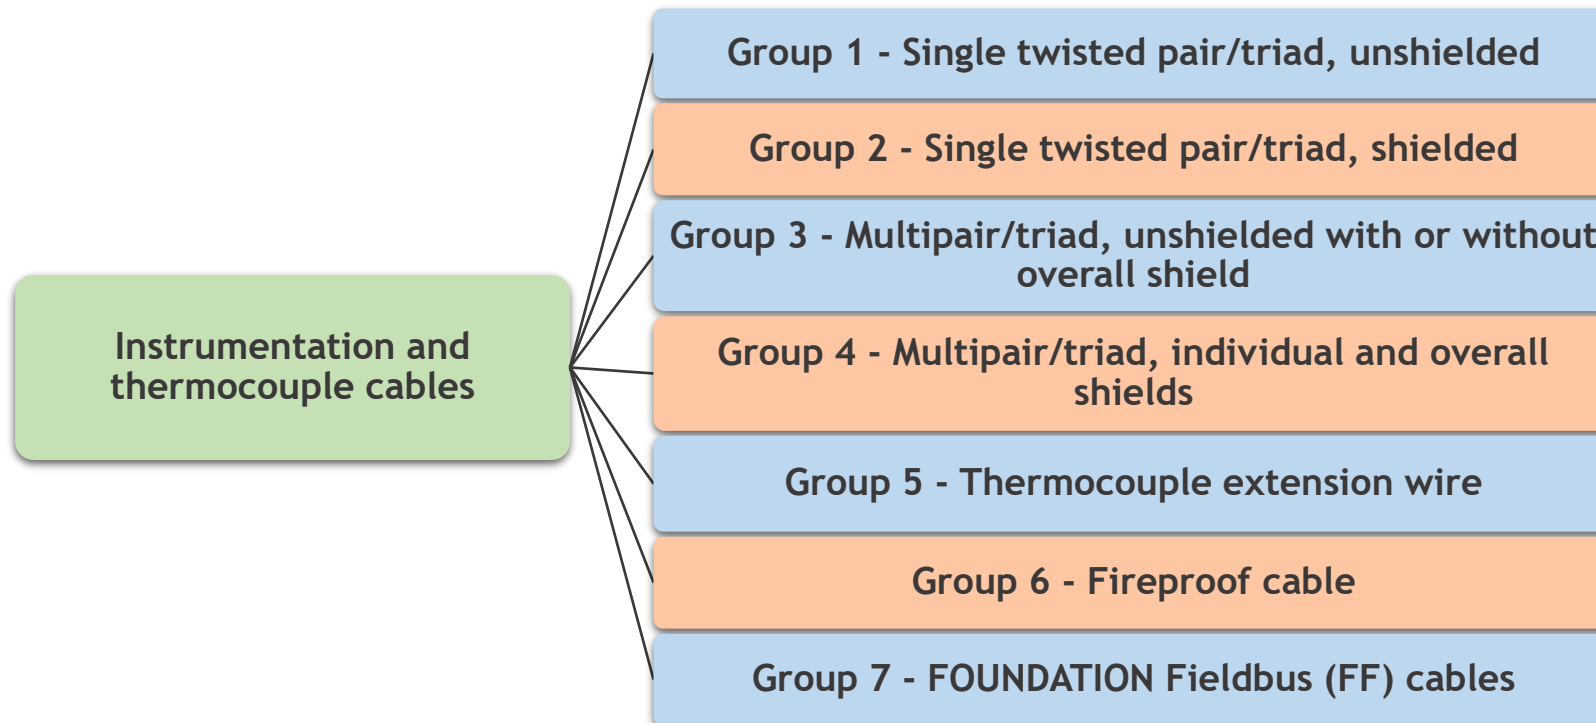 Group 1 - Single twisted pair/triad, unshielded
Group 2 - Single twisted pair/triad, shielded
Group 3 - Multipair/triad, unshielded with or without
overall shield
Instrumentation and
thermocouple cables
Group 4 - Multipair/triad, individual and overall
shields
Group 5 - Thermocouple extension wire
Group 6 - Fireproof cable
Group 7 - FOUNDATION Fieldbus (FF) cables